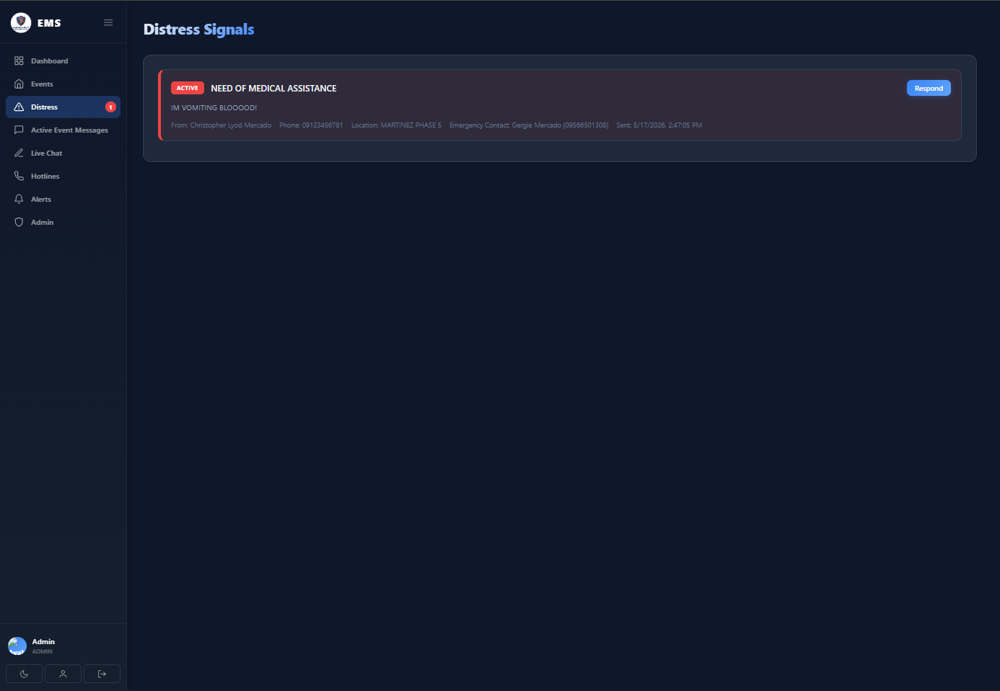 EMS
Dashboard
Events
Distress 1
Active Event Messages
Live Chat
Hotlines
Alerts
Admin
Admin
ADMIN
Distress Signals
ACTIVE NEED OF MEDICAL ASSISTANCE
Respond
IM VOMITING BLOOOOD!
From: Christopher Lyod Mercado Phone: 09123456781 Location: MARTINEZ PHASE 5 Emergency Contact: Gergie Mercado (09566501308) Sent: 5/17/2026, 2:47:05 PM